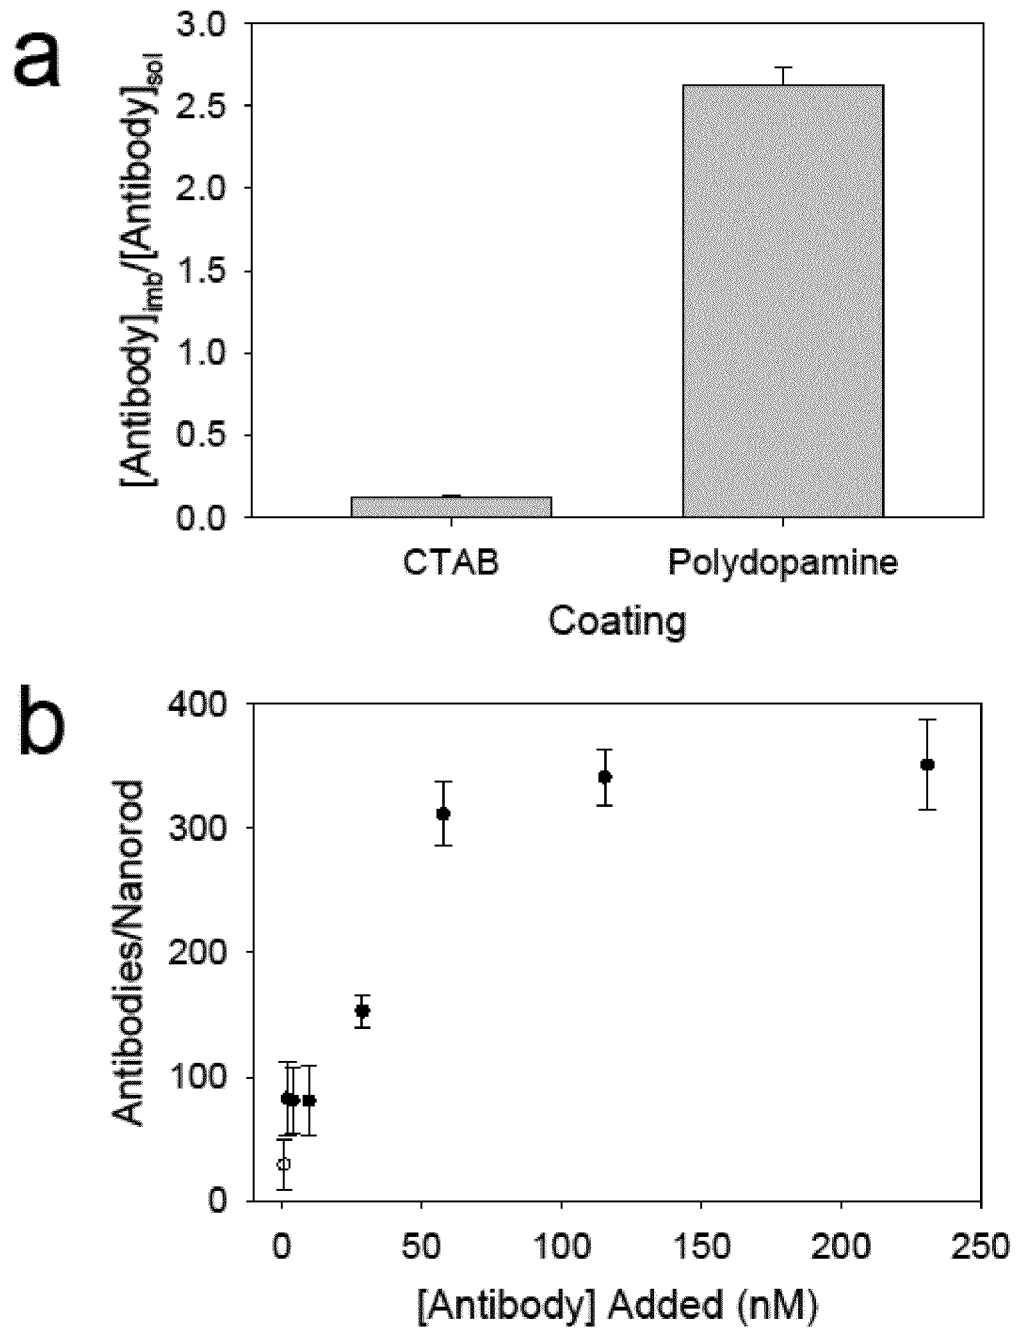 a
[Antibody]imb/[Antibody]sol
3.0
2.5
2.0
1.5
1.0
0.5
0.0
CTAB
Polydopamine
Coating
b
Antibodies/Nanorod
400
300
200
100
0
0
50
100
150
200
250
[Antibody] Added (nM)